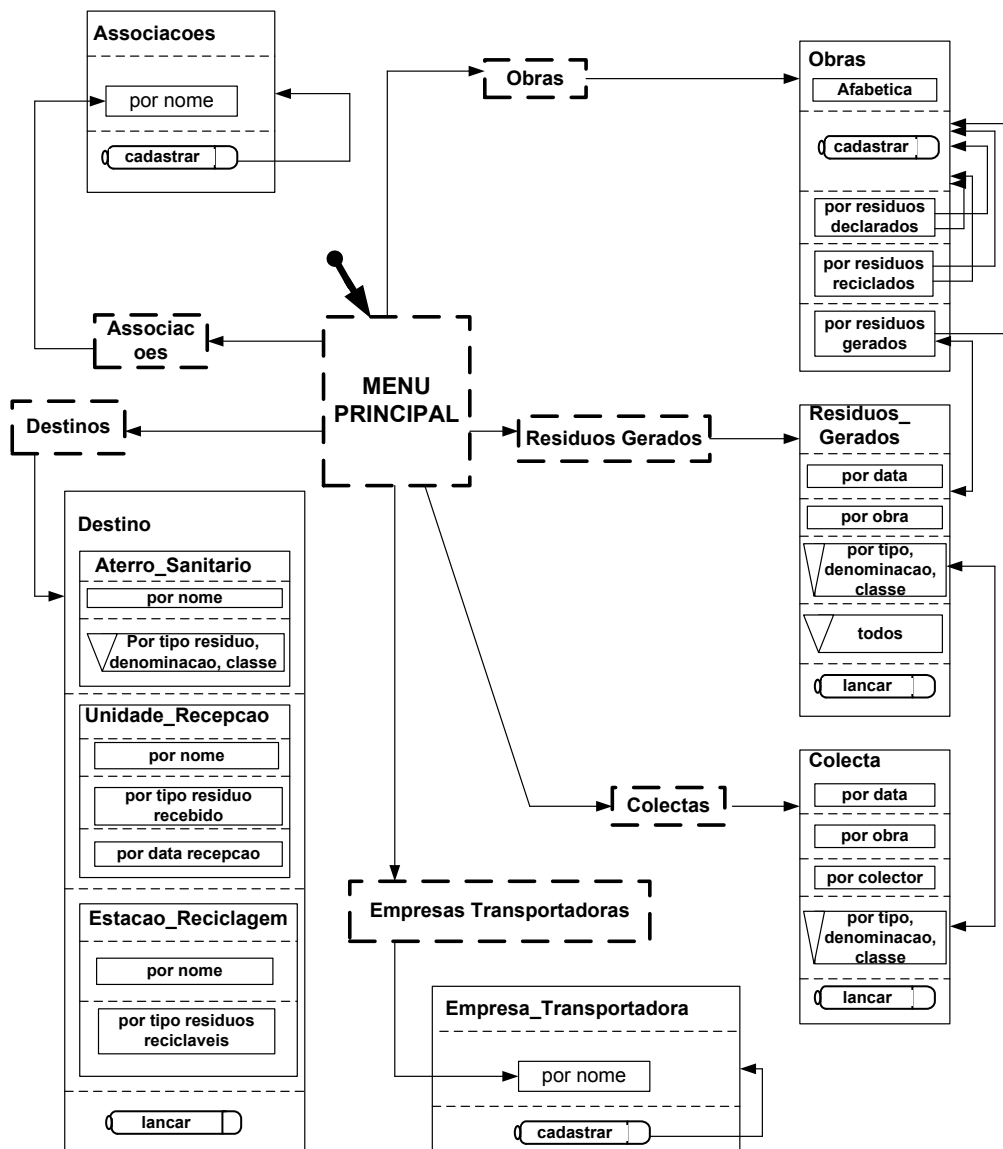 Associacoes
por nome
cadastrar
Obras
Obras
Afabetica
cadastrar
por residuos
declarados
por residuos
reciclados
por residuos
gerados
Associac
oes
MENU
PRINCIPAL
Destinos
Residuos Gerados
Residuos_
Gerados
por data
por obra
por tipo,
denominacao,
classe
todos
lancar
Destino
Aterro_Sanitario
por nome
Por tipo residuo,
denominacao, classe
Unidade_Recepcao
por nome
por tipo residuo
recebido
por data recepcao
Estacao_Reciclagem
por nome
por tipo residuos
reciclaveis
lancar
Colectas
Colecta
por data
por obra
por colector
por tipo,
denominacao,
classe
lancar
Empresas Transportadoras
Empresa_Transportadora
por nome
cadastrar